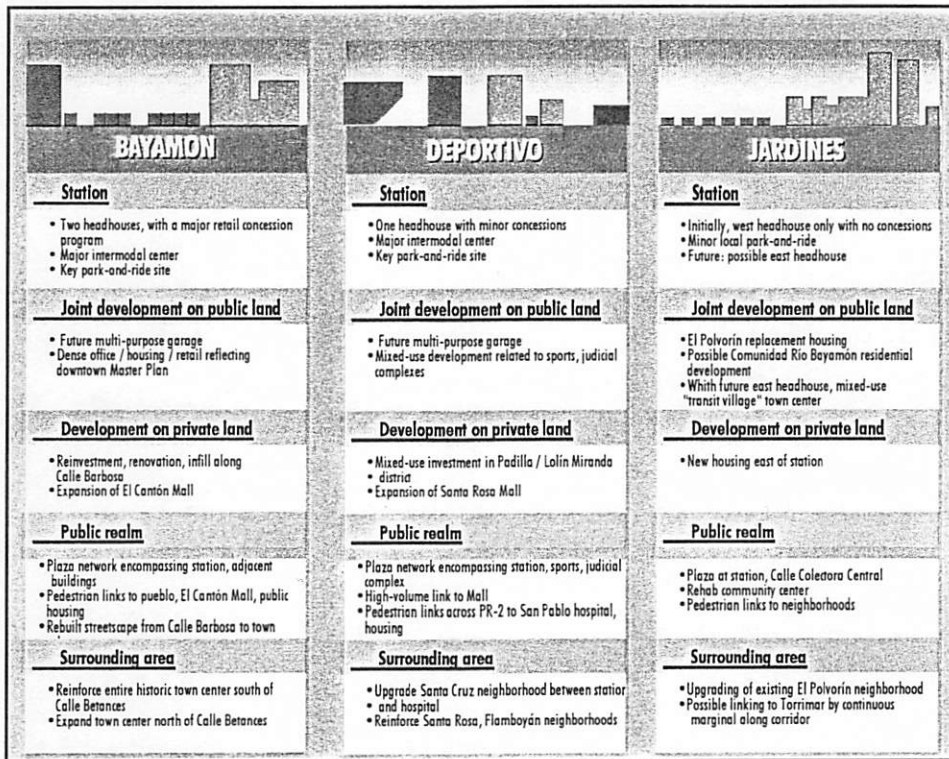 BAYAMON
Station
• Two headhouses, with a major retail concession
program
• Major intermodal center
• Key park-and-ride site
Joint development on public land
• Future multi-purpose garage
• Dense office / housing / retail reflecting
downtown Master Plan
Development on private land
• Reinvestment, renovation, infill along
Calle Barbosa
• Expansion of El Cantón Mall
Public realm
• Plaza network encompassing station, adjacent
buildings
• Pedestrian links to pueblo, El Cantón Mall, public
housing
• Rebuilt streetscape from Calle Barbosa to town
Surrounding area
• Reinforce entire historic town center south of
Calle Betances
• Expand town center north of Calle Betances
DEPORTIVO
Station
• One headhouse with minor concessions
• Major intermodal center
• Key park-and-ride site
Joint development on public land
• Future multi-purpose garage
• Mixed-use development related to sports, judicial
complexes
Development on private land
• Mixed-use investment in Padilla / Lolín Miranda
• district
• Expansion of Santa Rosa Mall
Public realm
• Plaza network encompassing station, sports, judicial
complex
• High-volume link to Mall
• Pedestrian links across PR-2 to San Pablo hospital,
housing
Surrounding area
• Upgrade Santa Cruz neighborhood between station
• and hospital
• Reinforce Santa Rosa, Flamboyán neighborhoods
JARDINES
Station
• Initially, west headhouse only with no concessions
• Minor local park-and-ride
• Future: possible east headhouse
Joint development on public land
• El Polvorín replacement housing
• Possible Comunidad Río Bayamón residential
development
• Whith future east headhouse, mixed-use
"transit village" town center
Development on private land
• New housing east of station
Public realm
• Plaza at station, Calle Colectora Central
• Rehab community center
• Pedestrian links to neighborhoods
Surrounding area
• Upgrading of existing El Polvorín neighborhood
• Possible linking to Torrimar by continuous
marginal along corridor